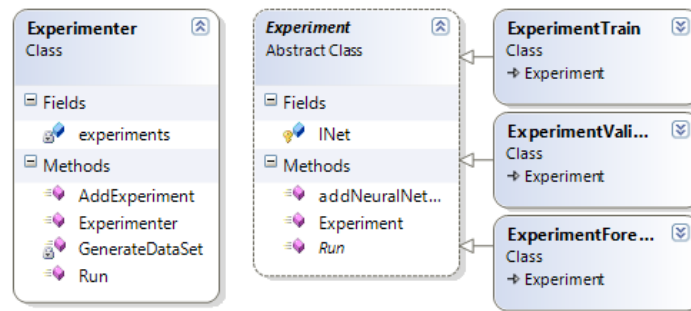 Experimenter
Class
Fields
experiments
Methods
AddExperiment
Experimenter
GenerateDataSet
Run
Experiment
Abstract Class
Fields
lNet
Methods
addNeuralNet...
Experiment
Run
ExperimentTrain
Class
Experiment
ExperimentVali...
Class
Experiment
ExperimentFore...
Class
Experiment